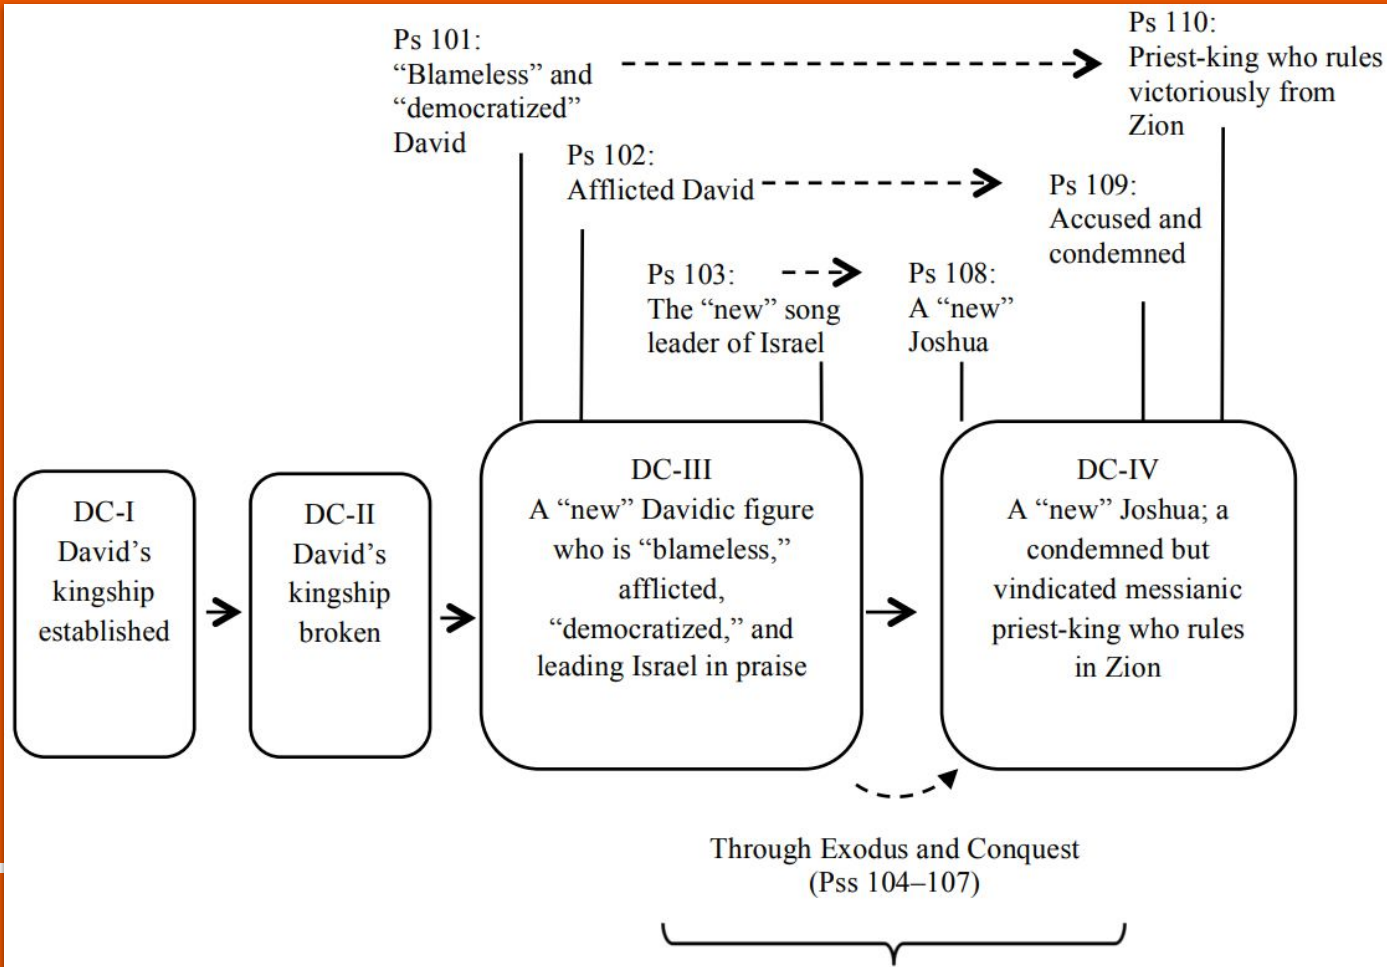 Ps 101:
“Blameless” and
“democratized”
David
Ps 110:
Priest-king who rules
victoriously from
Zion
Ps 102:
Afflicted David
Ps 109:
Accused and
condemned
Ps 103:
The “new” song
leader of Israel
Ps 108:
A “new”
Joshua
DC-I
David’s
kingship
established
DC-II
David’s
kingship
broken
DC-III
A “new” Davidic figure
who is “blameless,”
afflicted,
“democratized,” and
leading Israel in praise
DC-IV
A “new” Joshua; a
condemned but
vindicated messianic
priest-king who rules
in Zion
Through Exodus and Conquest
(Pss 104–107)